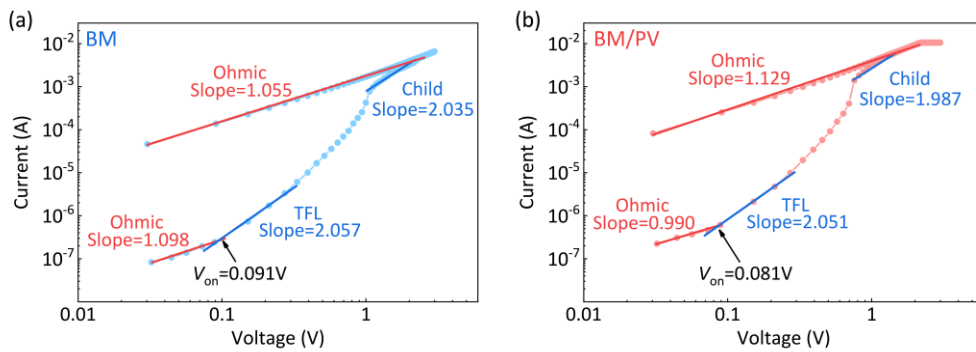 (a)
BM
10⁻²
10⁻³
10⁻⁴
10⁻⁵
10⁻⁶
10⁻⁷
Current (A)
Ohmic
Slope=1.055
Child
Slope=2.035
Ohmic
Slope=1.098
TFL
Slope=2.057
Von=0.091V
0.01
0.1
1
Voltage (V)
(b)
BM/PV
10⁻²
10⁻³
10⁻⁴
10⁻⁵
10⁻⁶
10⁻⁷
Current (A)
Ohmic
Slope=1.129
Child
Slope=1.987
Ohmic
Slope=0.990
TFL
Slope=2.051
Von=0.081V
0.01
0.1
1
Voltage (V)